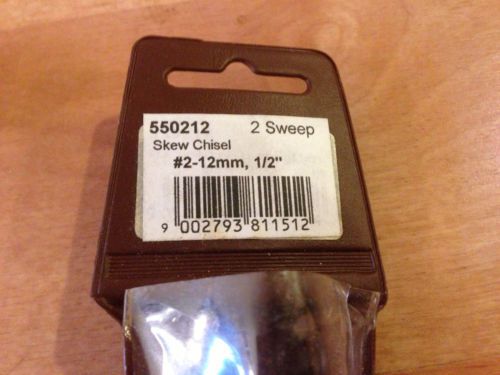 550212 2 Sweep
Skew Chisel
#2-12mm, 1/2"
9 002793 811512